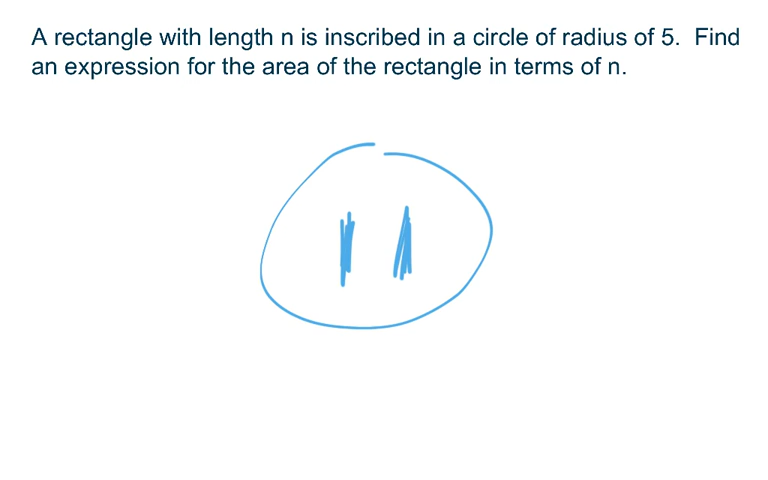 A rectangle with length n is inscribed in a circle of radius of 5.  Find
an expression for the area of the rectangle in terms of n.